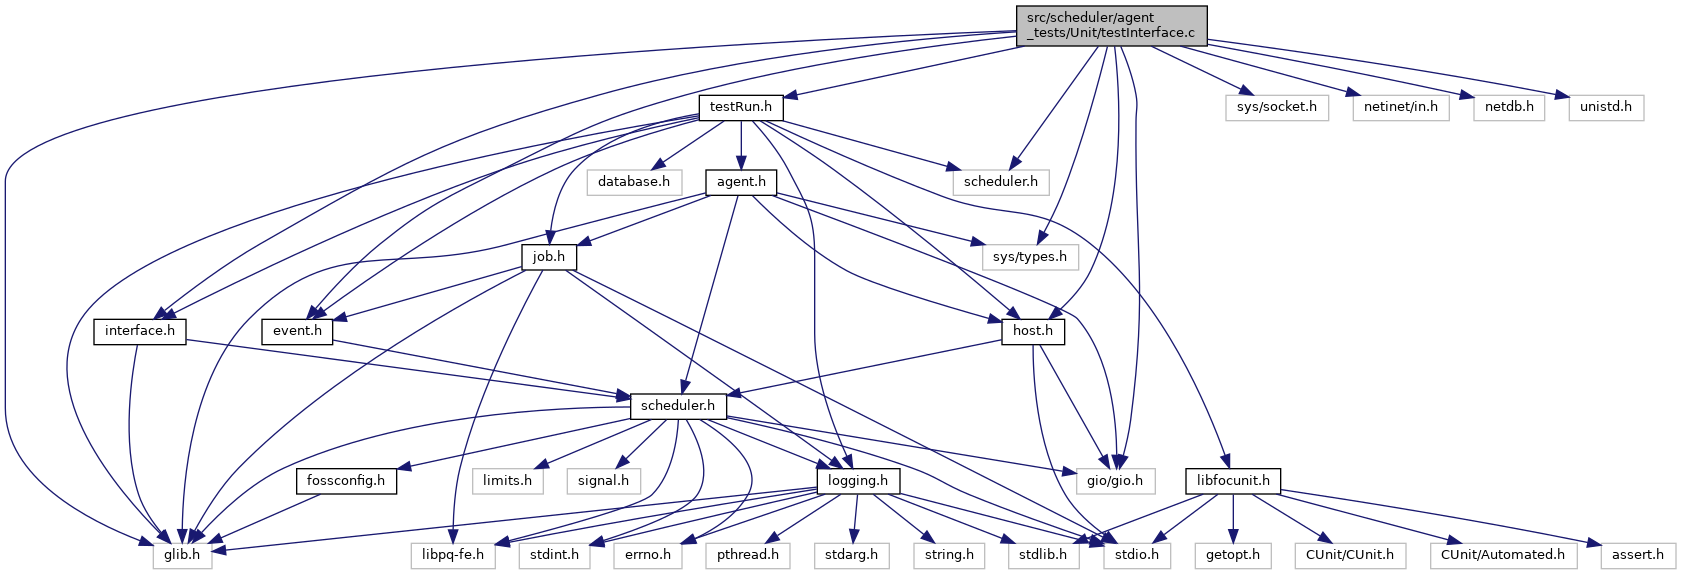 src/scheduler/agent
_tests/Unit/testInterface.c
testRun.h
sys/socket.h
netinet/in.h
netdb.h
unistd.h
database.h
agent.h
scheduler.h
job.h
sys/types.h
interface.h
event.h
host.h
scheduler.h
fossconfig.h
limits.h
signal.h
logging.h
gio/gio.h
libfocunit.h
glib.h
libpq-fe.h
stdint.h
errno.h
pthread.h
stdarg.h
string.h
stdlib.h
stdio.h
getopt.h
CUnit/CUnit.h
CUnit/Automated.h
assert.h